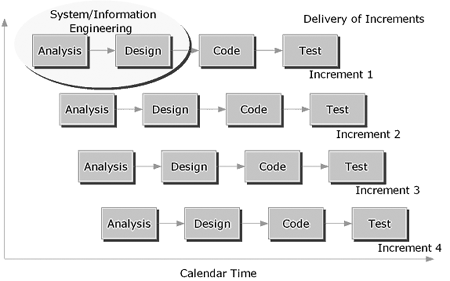 System/Information
Engineering
Delivery of Increments
Analysis Design Code Test
Increment 1
Analysis Design Code Test
Increment 2
Analysis Design Code Test
Increment 3
Analysis Design Code Test
Increment 4
Calendar Time